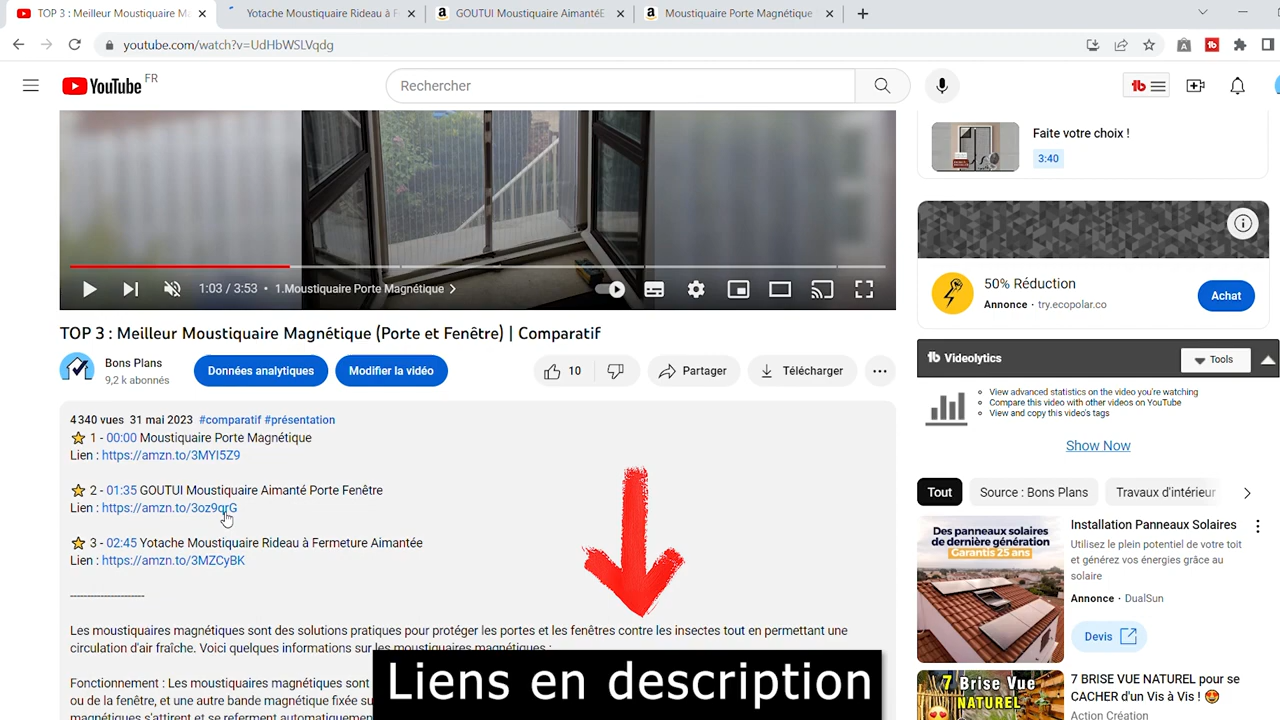 TOP 3 : Meilleur Moustiquaire M
Yotache Moustiquaire Rideau à F
GOUTUI Moustiquaire AimantéE
Moustiquaire Porte Magnétique
youtube.com/watch?v=UdHbWSLVqdg
YouTube FR
Rechercher
tb
Faite votre choix !
3:40
1:03 / 3:53 • 1.Moustiquaire Porte Magnétique
50% Réduction
Annonce • try.ecopolar.co
Achat
TOP 3 : Meilleur Moustiquaire Magnétique (Porte et Fenêtre) | Comparatif
Bons Plans
9,2 k abonnés
Données analytiques
Modifier la vidéo
10
Partager
Télécharger
tb Videolytics
Tools
View advanced statistics on the video you're watching
Compare this video with other videos on YouTube
View and copy this video's tags
Show Now
4 340 vues 31 mai 2023 #comparatif #présentation
1 - 00:00 Moustiquaire Porte Magnétique
Lien : https://amzn.to/3MYI5Z9
2 - 01:35 GOUTUI Moustiquaire Aimanté Porte Fenêtre
Lien : https://amzn.to/3oz9qrG
3 - 02:45 Yotache Moustiquaire Rideau à Fermeture Aimantée
Lien : https://amzn.to/3MZCyBK
---------------------
Les moustiquaires magnétiques sont des solutions pratiques pour protéger les portes et les fenêtres contre les insectes tout en permettant une
circulation d'air fraîche. Voici quelques informations sur les moustiquaires magnétiques :
Fonctionnement : Les moustiquaires magnétiques sont
ou de la fenêtre, et une autre bande magnétique fixée su
magnétiques s'attirent et se referment automatiquement
Liens en description
Tout
Source : Bons Plans
Travaux d'intérieur
Des panneaux solaires
de dernière génération
Garantis 25 ans
Installation Panneaux Solaires
Utilisez le plein potentiel de votre toit
et générez vos énergies grâce au
solaire
Annonce • DualSun
Devis
7 Brise Vue
NATUREL
7 BRISE VUE NATUREL pour se
CACHER d'un Vis à Vis !
Action Création